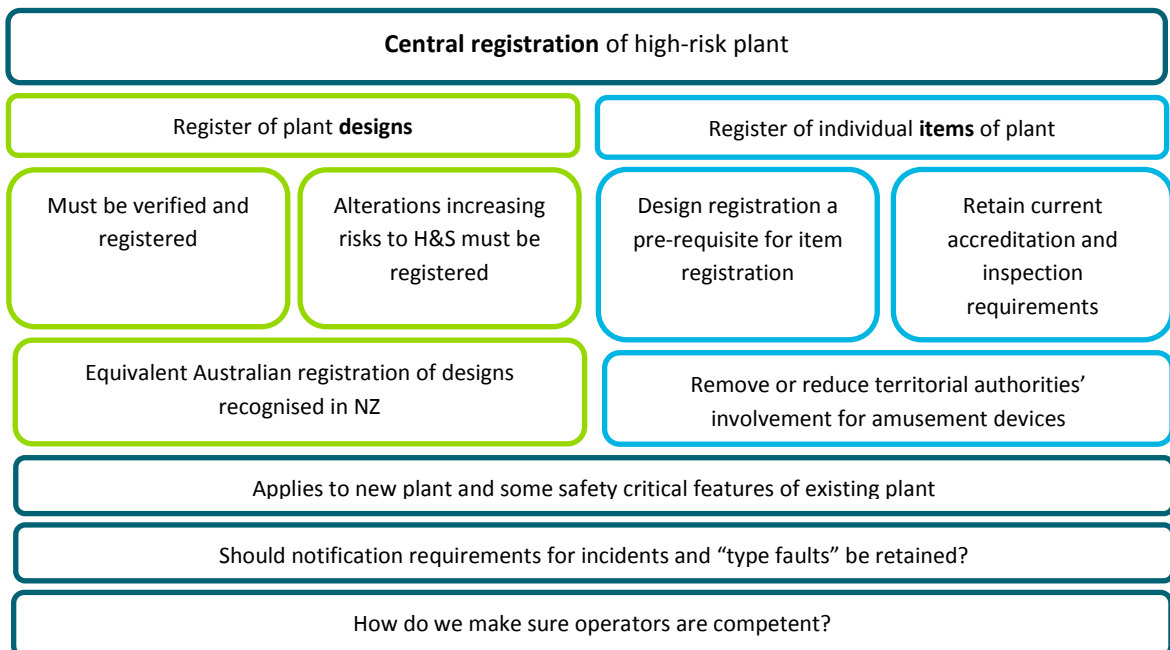 Central registration of high-risk plant
Register of plant designs
Register of individual items of plant
Must be verified and
registered
Alterations increasing
risks to H&S must be
registered
Design registration a
pre-requisite for item
registration
Retain current
accreditation and
inspection
requirements
Equivalent Australian registration of designs
recognised in NZ
Remove or reduce territorial authorities’
involvement for amusement devices
Applies to new plant and some safety critical features of existing plant
Should notification requirements for incidents and “type faults” be retained?
How do we make sure operators are competent?